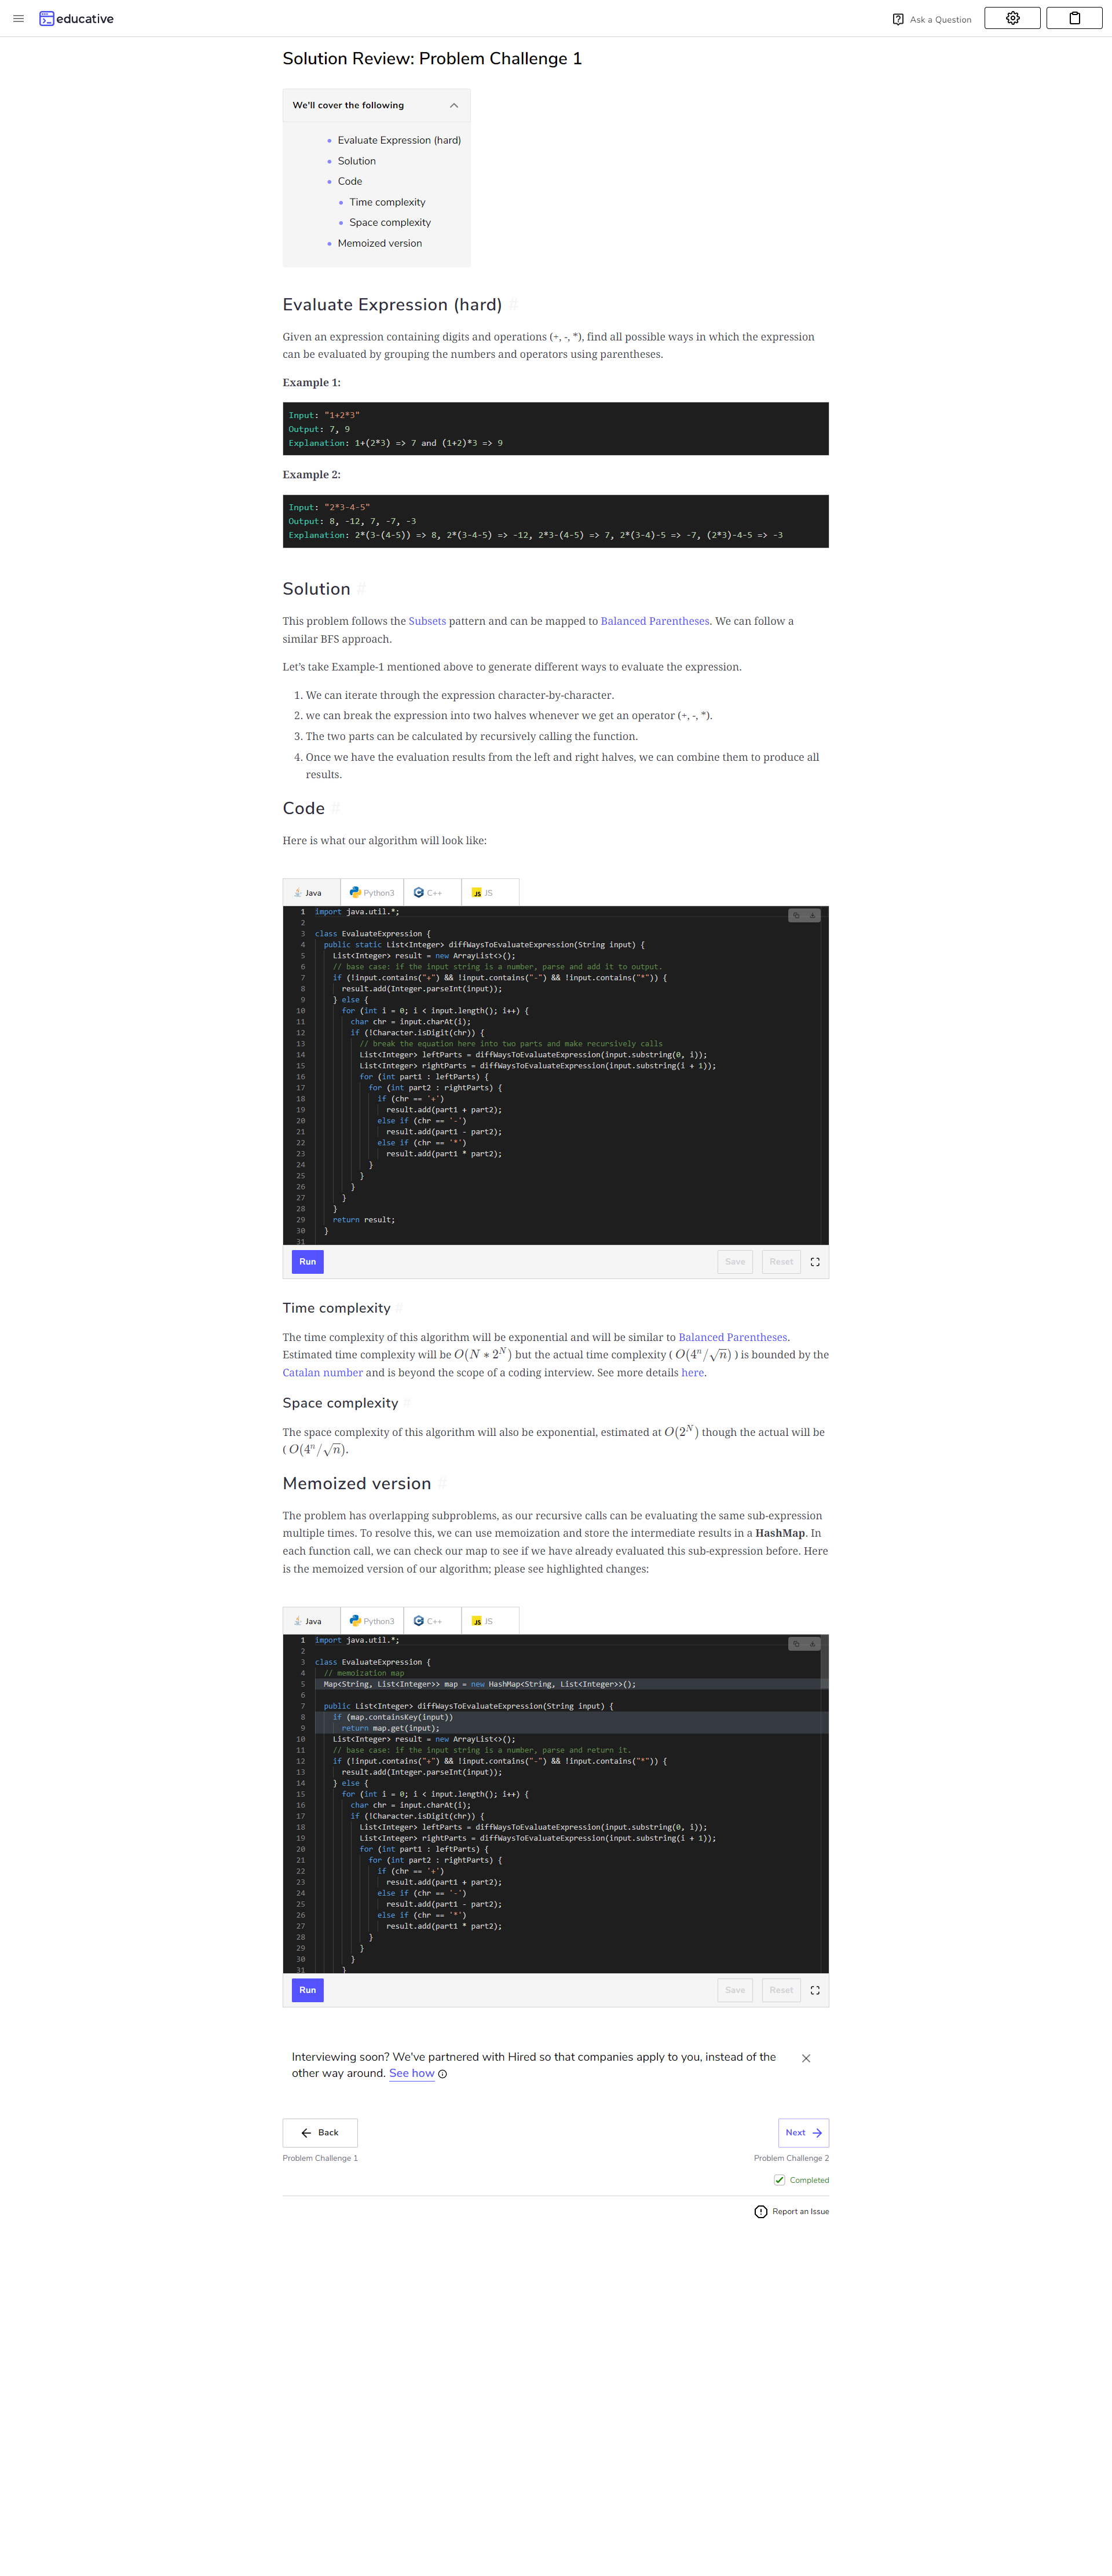 educative
Ask a Question
Solution Review: Problem Challenge 1
We'll cover the following
Evaluate Expression (hard)
Solution
Code
Time complexity
Space complexity
Memoized version
Evaluate Expression (hard) #
Given an expression containing digits and operations (+, -, *), find all possible ways in which the expression
can be evaluated by grouping the numbers and operators using parentheses.
Example 1:
Input: "1+2*3"
Output: 7, 9
Explanation: 1+(2*3) => 7 and (1+2)*3 => 9
Example 2:
Input: "2*3-4-5"
Output: 8, -12, 7, -7, -3
Explanation: 2*(3-(4-5)) => 8, 2*(3-4-5) => -12, 2*3-(4-5) => 7, 2*(3-4)-5 => -7, (2*3)-4-5 => -3
Solution #
This problem follows the Subsets pattern and can be mapped to Balanced Parentheses. We can follow a
similar BFS approach.
Let's take Example-1 mentioned above to generate different ways to evaluate the expression.
1. We can iterate through the expression character-by-character.
2. we can break the expression into two halves whenever we get an operator (+, -, *).
3. The two parts can be calculated by recursively calling the function.
4. Once we have the evaluation results from the left and right halves, we can combine them to produce all
results.
Code #
Here is what our algorithm will look like:
Java Python3 C++ JS
1 import java.util.*;
2
3 class EvaluateExpression {
4 public static List<Integer> diffWaysToEvaluateExpression(String input) {
5 List<Integer> result = new ArrayList<>();
6 // base case: if the input string is a number, parse and add it to output.
7 if (!input.contains("+") && !input.contains("-") && !input.contains("*")) {
8 result.add(Integer.parseInt(input));
9 } else {
10 for (int i = 0; i < input.length(); i++) {
11 char chr = input.charAt(i);
12 if (!Character.isDigit(chr)) {
13 // break the equation here into two parts and make recursively calls
14 List<Integer> leftParts = diffWaysToEvaluateExpression(input.substring(0, i));
15 List<Integer> rightParts = diffWaysToEvaluateExpression(input.substring(i + 1));
16 for (int part1 : leftParts) {
17 for (int part2 : rightParts) {
18 if (chr == '+')
19 result.add(part1 + part2);
20 else if (chr == '-')
21 result.add(part1 - part2);
22 else if (chr == '*')
23 result.add(part1 * part2);
24 }
25 }
26 }
27 }
28 }
29 return result;
30 }
31
Run Save Reset
Time complexity #
The time complexity of this algorithm will be exponential and will be similar to Balanced Parentheses.
Estimated time complexity will be O(N * 2^N) but the actual time complexity ( O(4^n/√n) ) is bounded by the
Catalan number and is beyond the scope of a coding interview. See more details here.
Space complexity #
The space complexity of this algorithm will also be exponential, estimated at O(2^N) though the actual will be
( O(4^n/√n).
Memoized version #
The problem has overlapping subproblems, as our recursive calls can be evaluating the same sub-expression
multiple times. To resolve this, we can use memoization and store the intermediate results in a HashMap. In
each function call, we can check our map to see if we have already evaluated this sub-expression before. Here
is the memoized version of our algorithm; please see highlighted changes:
Java Python3 C++ JS
1 import java.util.*;
2
3 class EvaluateExpression {
4 // memoization map
5 Map<String, List<Integer>> map = new HashMap<String, List<Integer>>();
6
7 public List<Integer> diffWaysToEvaluateExpression(String input) {
8 if (map.containsKey(input))
9 return map.get(input);
10 List<Integer> result = new ArrayList<>();
11 // base case: if the input string is a number, parse and return it.
12 if (!input.contains("+") && !input.contains("-") && !input.contains("*")) {
13 result.add(Integer.parseInt(input));
14 } else {
15 for (int i = 0; i < input.length(); i++) {
16 char chr = input.charAt(i);
17 if (!Character.isDigit(chr)) {
18 List<Integer> leftParts = diffWaysToEvaluateExpression(input.substring(0, i));
19 List<Integer> rightParts = diffWaysToEvaluateExpression(input.substring(i + 1));
20 for (int part1 : leftParts) {
21 for (int part2 : rightParts) {
22 if (chr == '+')
23 result.add(part1 + part2);
24 else if (chr == '-')
25 result.add(part1 - part2);
26 else if (chr == '*')
27 result.add(part1 * part2);
28 }
29 }
30 }
31 }
Run Save Reset
Interviewing soon? We've partnered with Hired so that companies apply to you, instead of the
other way around. See how
Back Next
Problem Challenge 1 Problem Challenge 2
Completed
Report an Issue